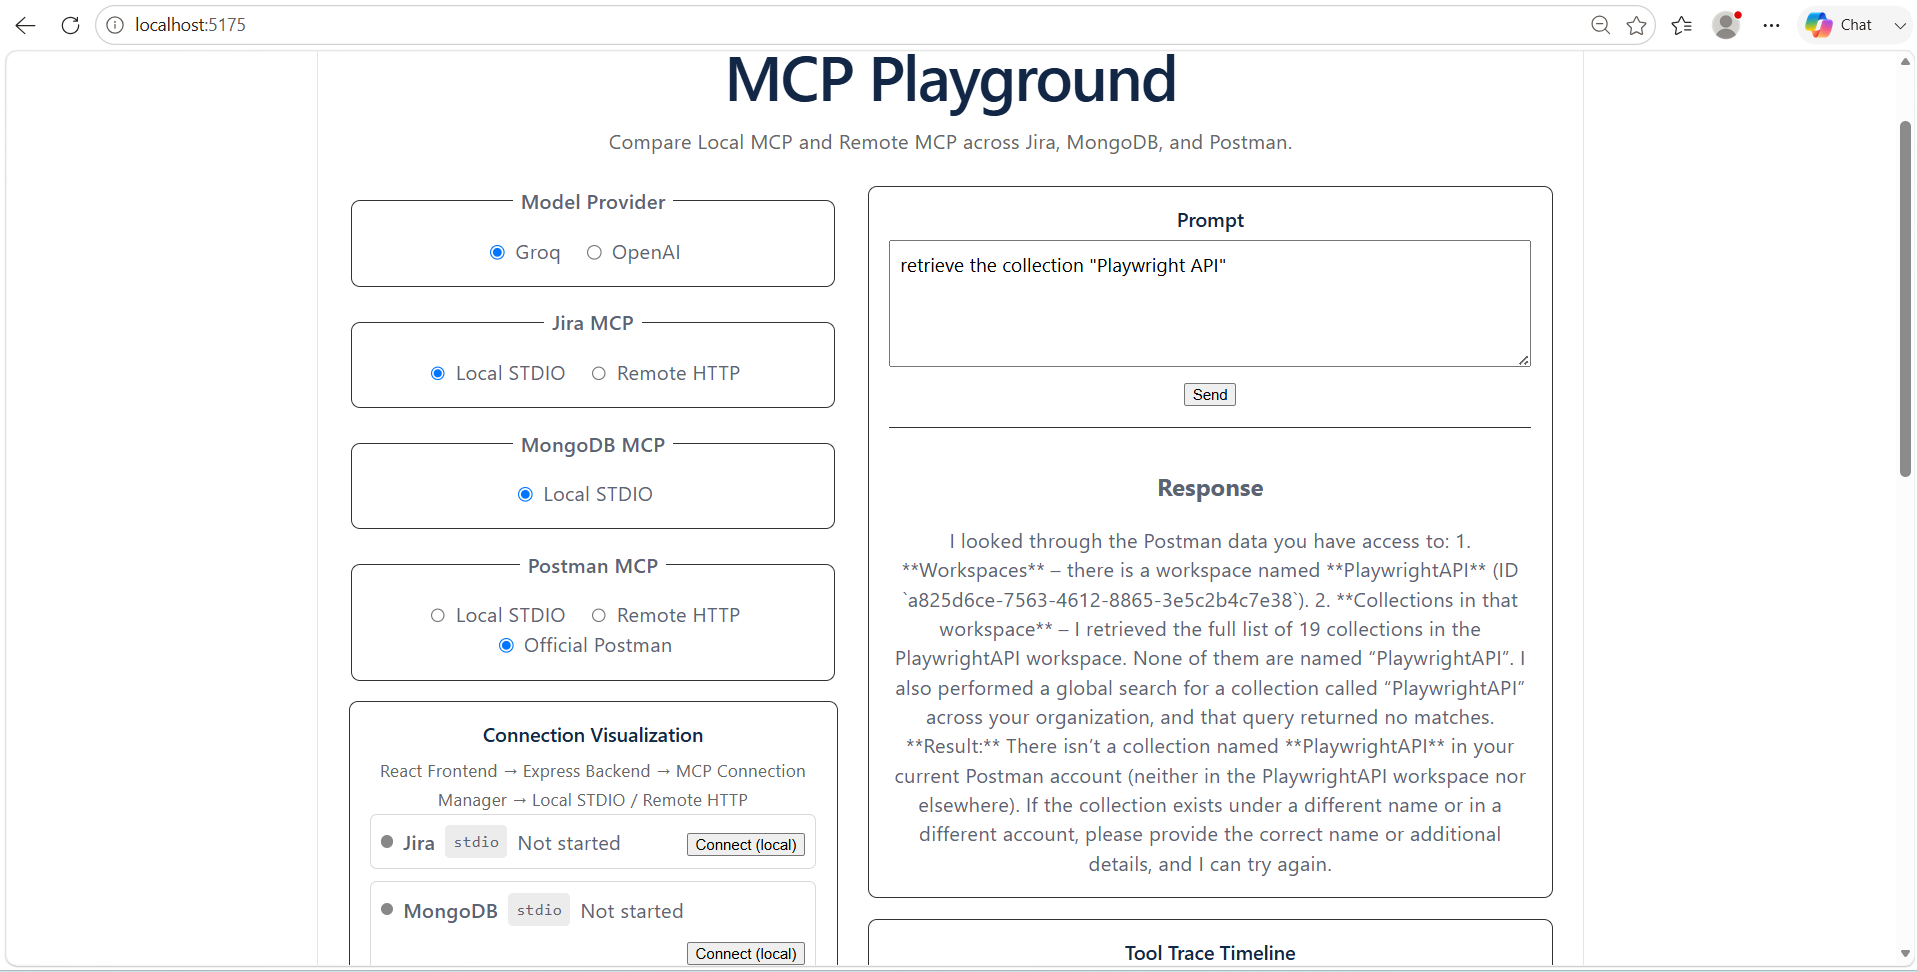 localhost:5175
Chat
MCP Playground
Compare Local MCP and Remote MCP across Jira, MongoDB, and Postman.
Model Provider
Groq OpenAI
Jira MCP
Local STDIO Remote HTTP
MongoDB MCP
Local STDIO
Postman MCP
Local STDIO Remote HTTP
Official Postman
Connection Visualization
React Frontend → Express Backend → MCP Connection
Manager → Local STDIO / Remote HTTP
Jira stdio Not started Connect (local)
MongoDB stdio Not started
Connect (local)
Prompt
retrieve the collection "Playwright API"
Send
Response
I looked through the Postman data you have access to: 1.
**Workspaces** – there is a workspace named **PlaywrightAPI** (ID
`a825d6ce-7563-4612-8865-3e5c2b4c7e38`). 2. **Collections in that
workspace** – I retrieved the full list of 19 collections in the
PlaywrightAPI workspace. None of them are named “PlaywrightAPI”. I
also performed a global search for a collection called “PlaywrightAPI”
across your organization, and that query returned no matches.
**Result:** There isn’t a collection named **PlaywrightAPI** in your
current Postman account (neither in the PlaywrightAPI workspace nor
elsewhere). If the collection exists under a different name or in a
different account, please provide the correct name or additional
details, and I can try again.
Tool Trace Timeline